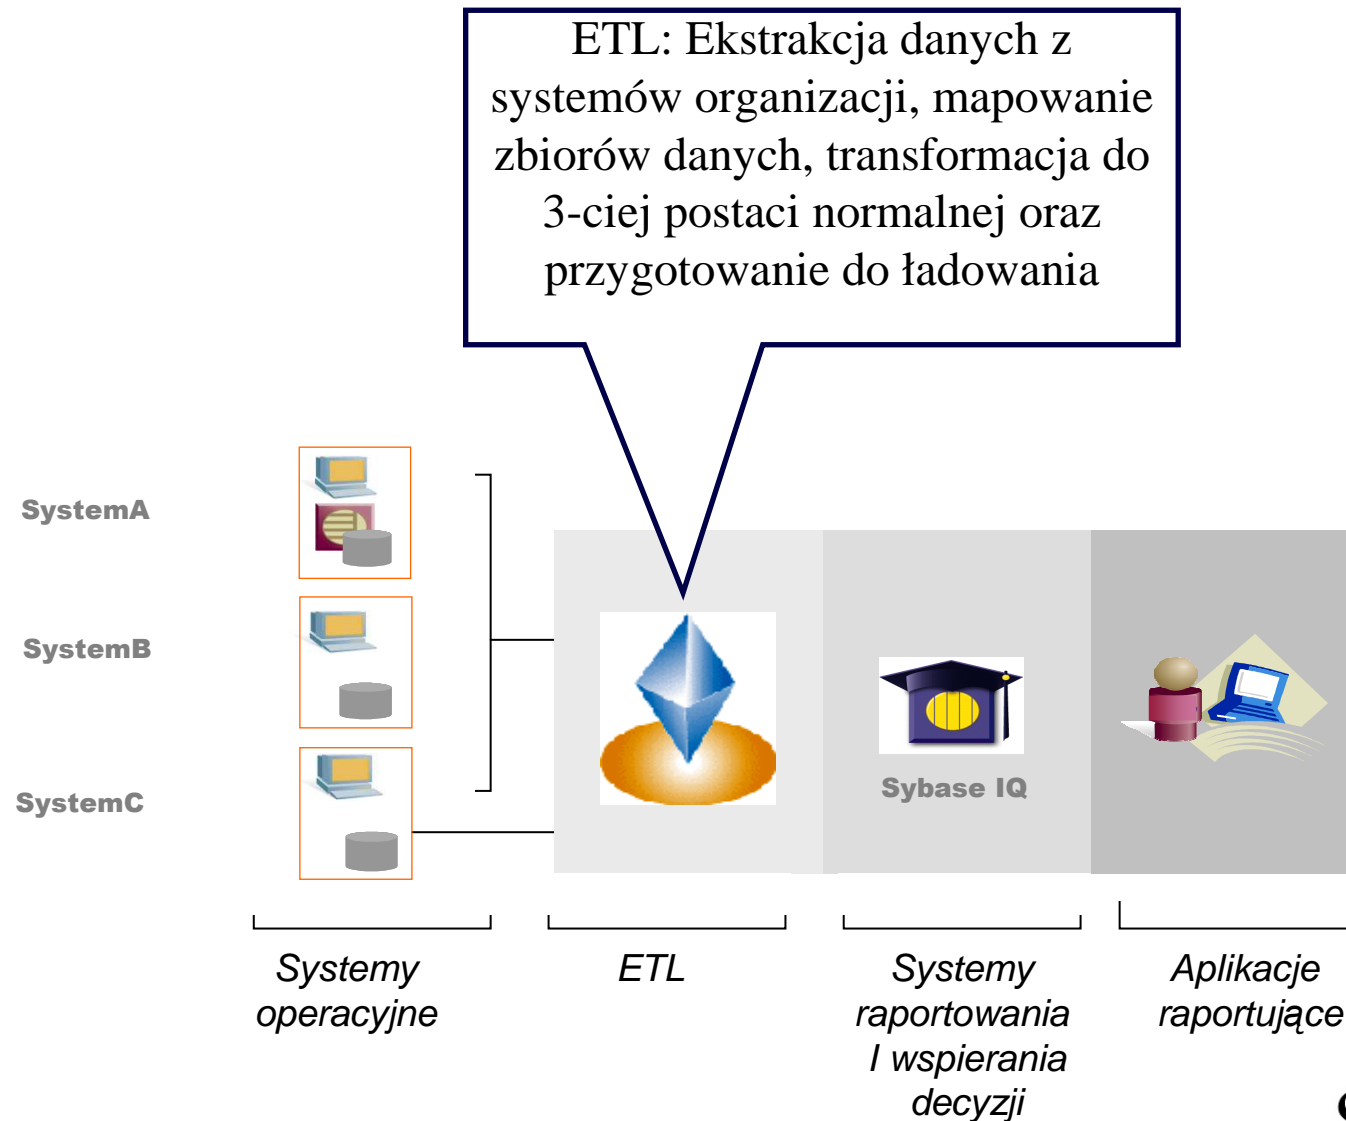 ETL: Ekstrakcja danych z
systemów organizacji, mapowanie
zbiorów danych, transformacja do
3-ciej postaci normalnej oraz
przygotowanie do ładowania
SystemA
SystemB
SystemC
Sybase IQ
Systemy
operacyjne
ETL
Systemy
raportowania
I wspierania
decyzji
Aplikacje
raportujące